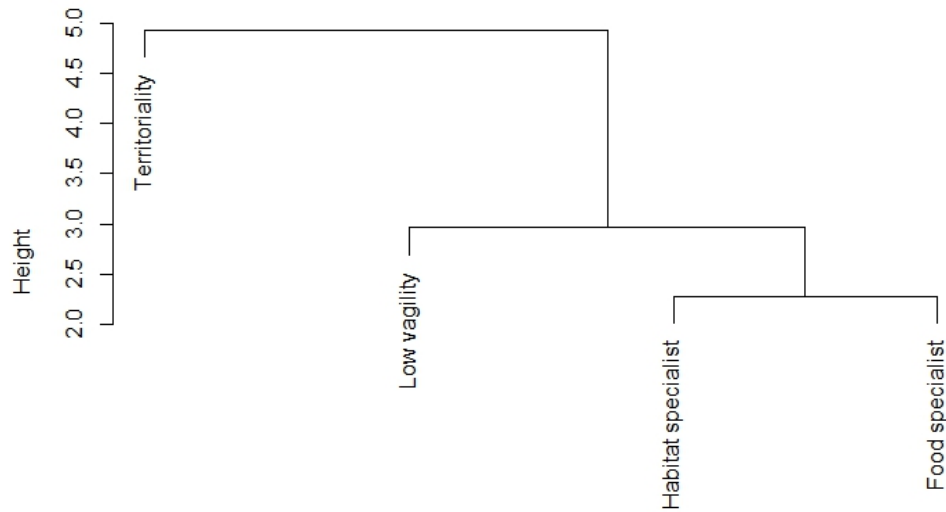 Height
5.0
4.5
4.0
3.5
3.0
2.5
2.0
Territoriality
Low vagility
Habitat specialist
Food specialist